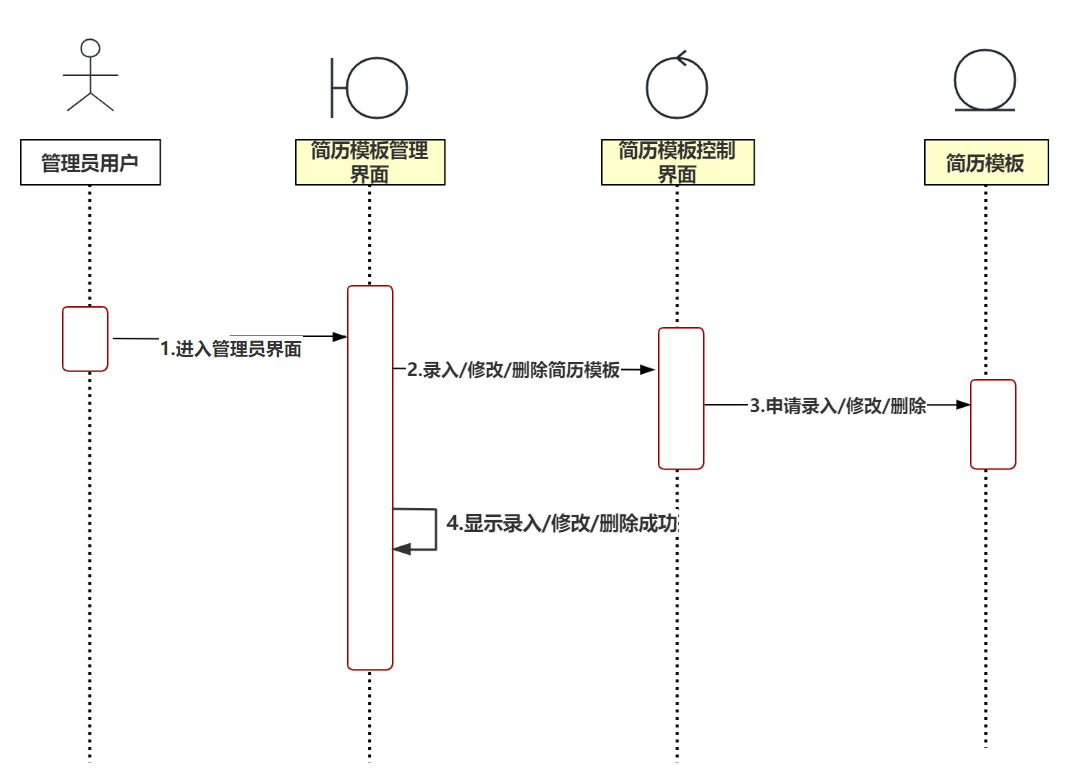 管理员用户
简历模板管理
界面
简历模板控制
界面
简历模板
1.进入管理员界面
2.录入/修改/删除简历模板
3.申请录入/修改/删除
4.显示录入/修改/删除成功